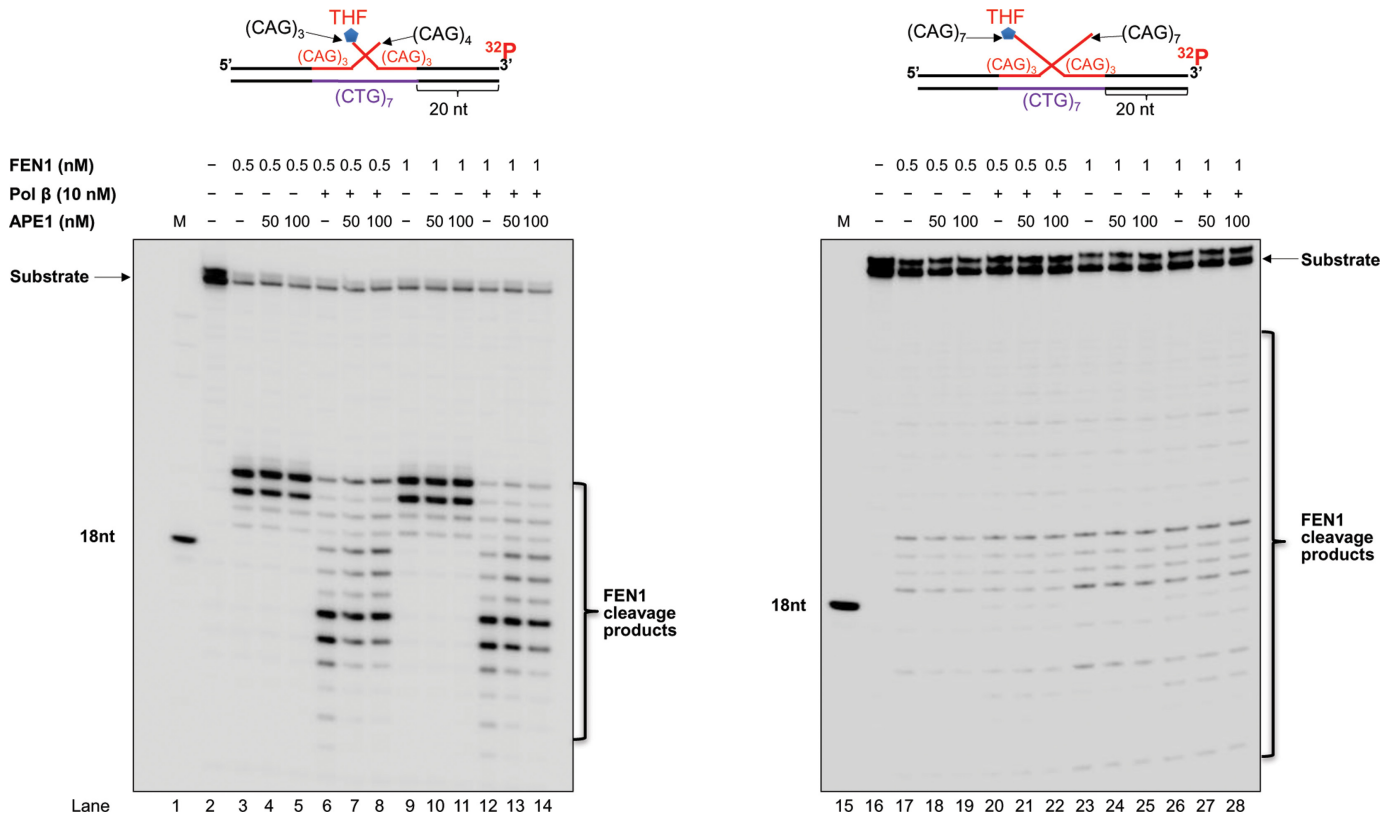 THF
(CAG)₃
(CAG)₄
³²P
5’
(CAG)₃ (CAG)₃
3’
(CTG)₇
20 nt
FEN1 (nM) – 0.5 0.5 0.5 0.5 0.5 0.5 1 1 1 1 1 1
Pol β (10 nM) – – – – + + + – – – + + +
APE1 (nM) M – – 50 100 – 50 100 – 50 100 – 50 100
Substrate
18nt
FEN1
cleavage
products
Lane 1 2 3 4 5 6 7 8 9 10 11 12 13 14
THF
(CAG)₇
(CAG)₇
³²P
5’
(CAG)₃ (CAG)₃
3’
(CTG)₇
20 nt
– 0.5 0.5 0.5 0.5 0.5 0.5 1 1 1 1 1 1
– – – – + + + – – – + + +
M – – 50 100 – 50 100 – 50 100 – 50 100
Substrate
18nt
FEN1
cleavage
products
15 16 17 18 19 20 21 22 23 24 25 26 27 28